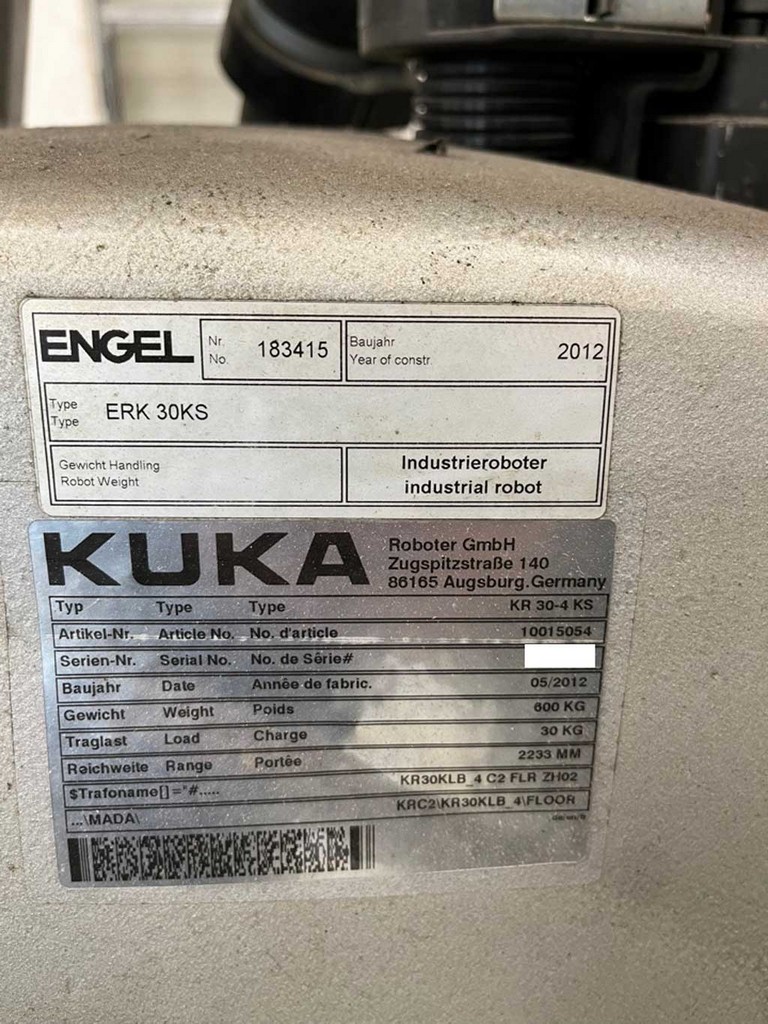 ENGEL
Nr. No. 183415
Baujahr
Year of constr. 2012
Type
Type ERK 30KS
Gewicht Handling
Robot Weight
Industrieroboter
industrial robot
KUKA
Roboter GmbH
Zugspitzstraße 140
86165 Augsburg.Germany
Typ Type Type KR 30-4 KS
Artikel-Nr. Article No. No. d'article 10015054
Serien-Nr. Serial No. No. de Série#
Baujahr Date Année de fabric. 05/2012
Gewicht Weight Poids 600 KG
Traglast Load Charge 30 KG
Reichweite Range Portée 2233 MM
$Trafoname[]="#..... KR30KLB_4 C2 FLR ZH02
...\MADA\ KRC2\KR30KLB_4\FLOOR